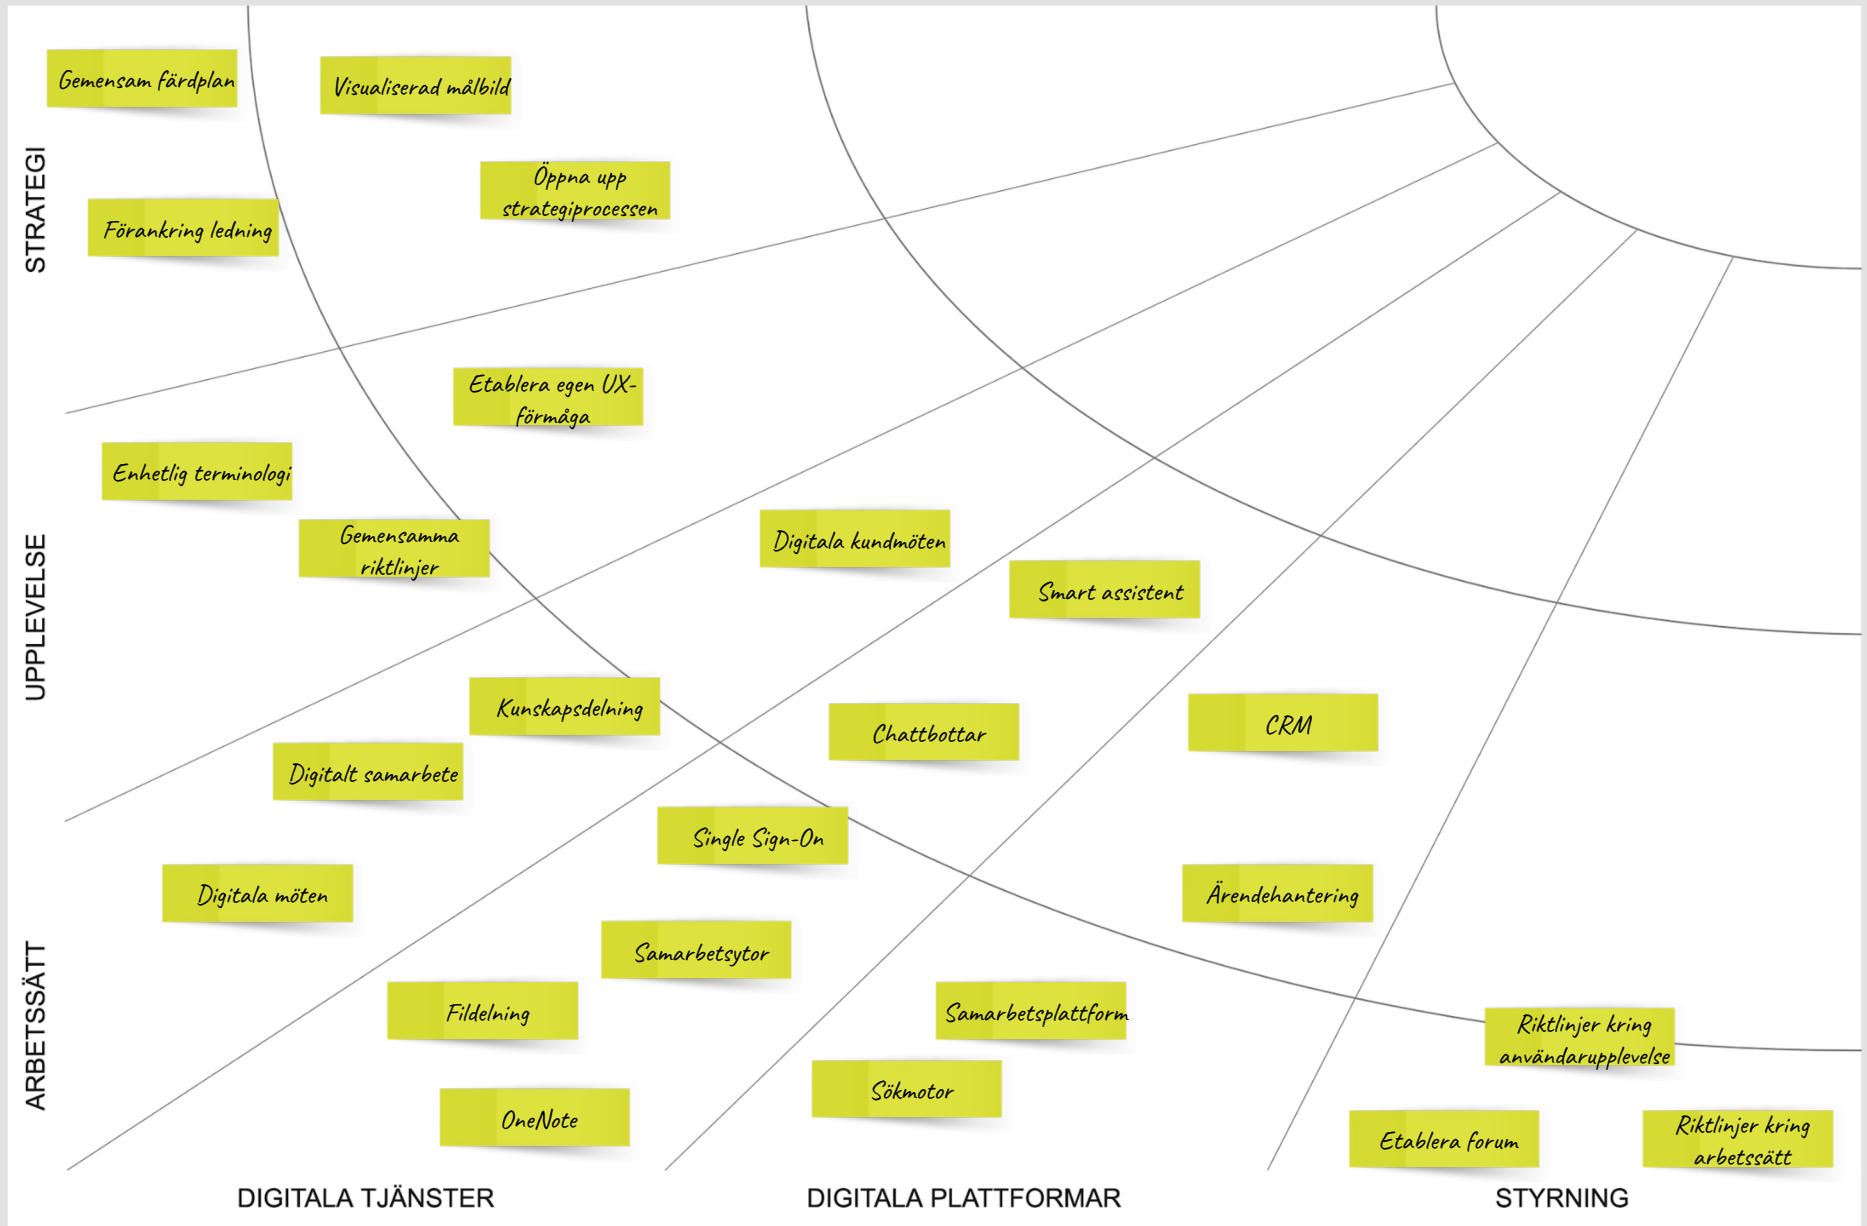 STRATEGI
Gemensam färdplan
Visualiserad målbild
Öppna upp
strategiprocessen
Förankring ledning
UPPLEVELSE
Etablera egen UX-
förmåga
Enhetlig terminologi
Gemensamma
riktlinjer
ARBETSSÄTT
Digitala kundmöten
Kunskapsdelning
Digitalt samarbete
Digitala möten
DIGITALA TJÄNSTER
Smart assistent
Chattbottar
Single Sign-On
Samarbetsytor
Fildelning
OneNote
DIGITALA PLATTFORMAR
CRM
Ärendehantering
Samarbetsplattform
Sökmotor
STYRNING
Riktlinjer kring
användarupplevelse
Etablera forum
Riktlinjer kring
arbetssätt